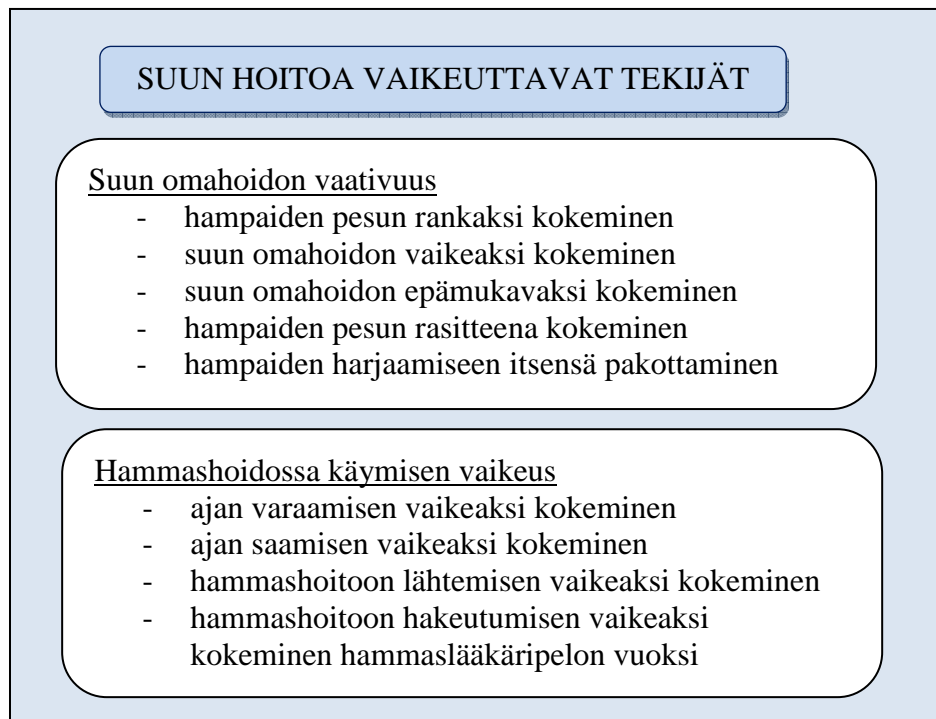 SUUN HOITOA VAIKEUTTAVAT TEKIJÄT
Suun omahoidon vaativuus
- hampaiden pesun rankaksi kokeminen
- suun omahoidon vaikeaksi kokeminen
- suun omahoidon epämukavaksi kokeminen
- hampaiden pesun rasitteena kokeminen
- hampaiden harjaamiseen itsensä pakottaminen
Hammashoidossa käymisen vaikeus
- ajan varaamisen vaikeaksi kokeminen
- ajan saamisen vaikeaksi kokeminen
- hammashoitoon lähtemisen vaikeaksi kokeminen
- hammashoitoon hakeutumisen vaikeaksi
kokeminen hammaslääkäripelon vuoksi